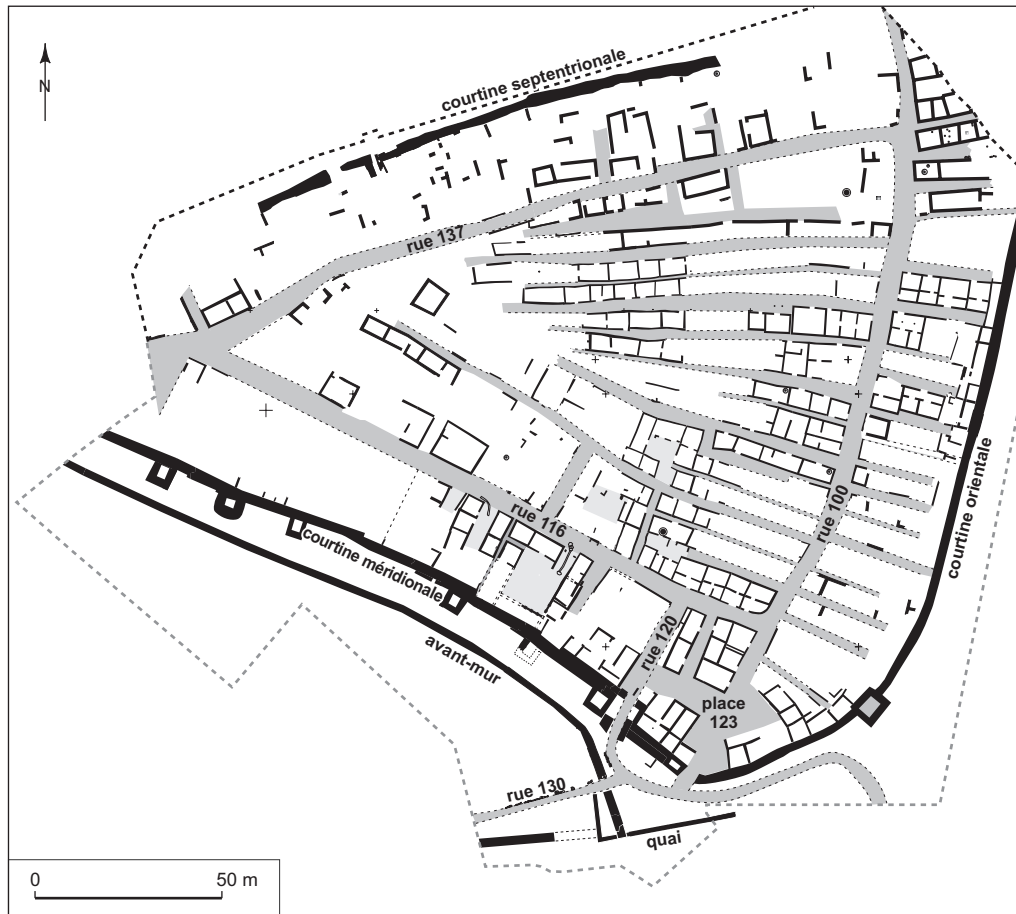 N
courtine septentrionale
rue 137
rue 100
courtine orientale
rue 116
courtine méridionale
avant-mur
rue 120
place
123
rue 130
quai
0 50 m